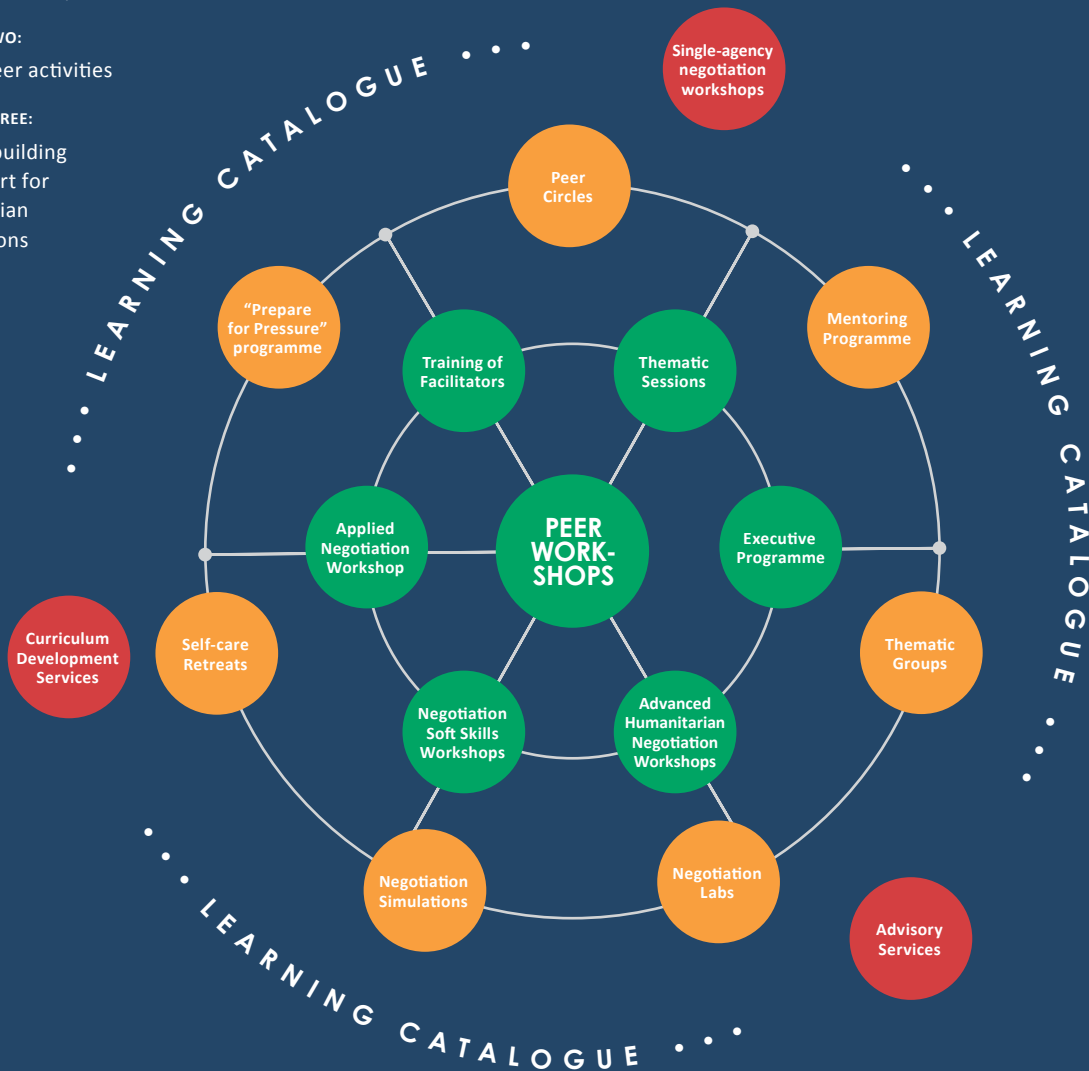 eer activities
uilding
rt for
ian
ons
LEARNING CATALOGUE
Single-agency
negotiation
workshops
Peer
Circles
LEARNING CATALOGUE
"Prepare
for Pressure"
programme
Mentoring
Programme
Training of
Facilitators
Thematic
Sessions
Applied
Negotiation
Workshop
PEER
WORK-
SHOPS
Executive
Programme
Curriculum
Development
Services
Self-care
Retreats
Thematic
Groups
Negotiation
Soft Skills
Workshops
Advanced
Humanitarian
Negotiation
Workshops
Negotiation
Simulations
Negotiation
Labs
Advisory
Services
LEARNING CATALOGUE